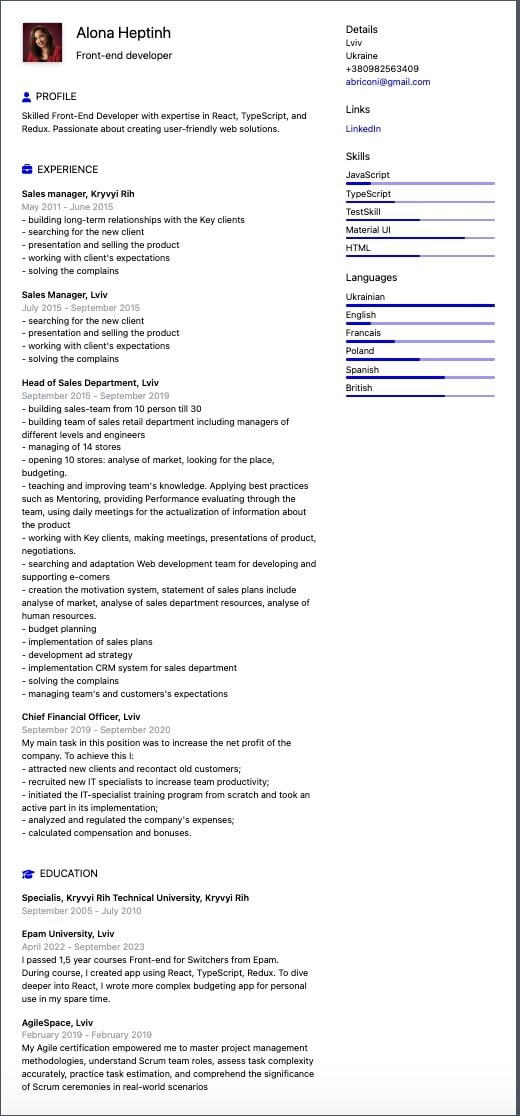 Alona Heptinh
Front-end developer
PROFILE
Skilled Front-End Developer with expertise in React, TypeScript, and
Redux. Passionate about creating user-friendly web solutions.
EXPERIENCE
Sales manager, Kryvyi Rih
May 2011 - June 2015
- building long-term relationships with the Key clients
- searching for the new client
- presentation and selling the product
- working with client's expectations
- solving the complains
Sales Manager, Lviv
July 2015 - September 2015
- searching for the new client
- presentation and selling the product
- working with client's expectations
- solving the complains
Head of Sales Department, Lviv
September 2015 - September 2019
- building sales-team from 10 person till 30
- building team of sales retail department including managers of
different levels and engineers
- managing of 14 stores
- opening 10 stores: analyse of market, looking for the place,
budgeting.
- teaching and improving team's knowledge. Applying best practices
such as Mentoring, providing Performance evaluating through the
team, using daily meetings for the actualization of information about
the product
- working with Key clients, making meetings, presentations of product,
negotiations.
- searching and adaptation Web development team for developing and
supporting e-comers
- creation the motivation system, statement of sales plans include
analyse of market, analyse of sales department resources, analyse of
human resources.
- budget planning
- implementation of sales plans
- development ad strategy
- implementation CRM system for sales department
- solving the complains
- managing team's and customers's expectations
Chief Financial Officer, Lviv
September 2019 - September 2020
My main task in this position was to increase the net profit of the
company. To achieve this I:
- attracted new clients and recontact old customers;
- recruited new IT specialists to increase team productivity;
- initiated the IT-specialist training program from scratch and took an
active part in its implementation;
- analyzed and regulated the company's expenses;
- calculated compensation and bonuses.
EDUCATION
Specialis, Kryvyi Rih Technical University, Kryvyi Rih
September 2005 - July 2010
Epam University, Lviv
April 2022 - September 2023
I passed 1,5 year courses Front-end for Switchers from Epam.
During course, I created app using React, TypeScript, Redux. To dive
deeper into React, I wrote more complex budgeting app for personal
use in my spare time.
AgileSpace, Lviv
February 2019 - February 2019
My Agile certification empowered me to master project management
methodologies, understand Scrum team roles, assess task complexity
accurately, practice task estimation, and comprehend the significance
of Scrum ceremonies in real-world scenarios
Details
Lviv
Ukraine
+380982563409
abriconi@gmail.com
Links
LinkedIn
Skills
JavaScript
TypeScript
TestSkill
Material UI
HTML
Languages
Ukrainian
English
Francais
Poland
Spanish
British